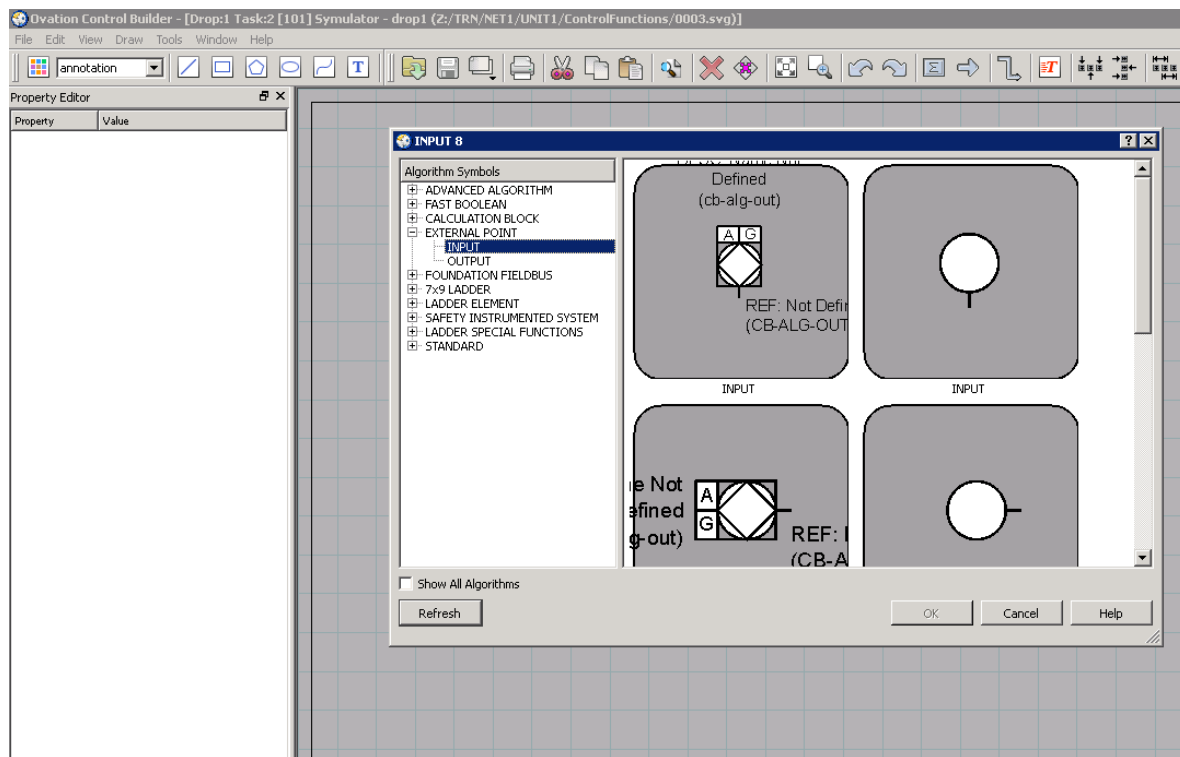 Ovation Control Builder - [Drop:1 Task:2 [101] Symulator - drop1 (Z:/TRN/NET1/UNIT1/ControlFunctions/0003.svg)]
File Edit View Draw Tools Window Help
annotation
T
T
Property Editor
Property Value
INPUT 8
Algorithm Symbols
ADVANCED ALGORITHM
FAST BOOLEAN
CALCULATION BLOCK
EXTERNAL POINT
INPUT
OUTPUT
FOUNDATION FIELDBUS
7x9 LADDER
LADDER ELEMENT
SAFETY INSTRUMENTED SYSTEM
LADDER SPECIAL FUNCTIONS
STANDARD
Defined
(cb-alg-out)
A G
REF: Not Defin
(CB-ALG-OUT
INPUT
INPUT
e Not
efined
g-out)
A
G
REF:
(CB-A
Show All Algorithms
Refresh
OK Cancel Help